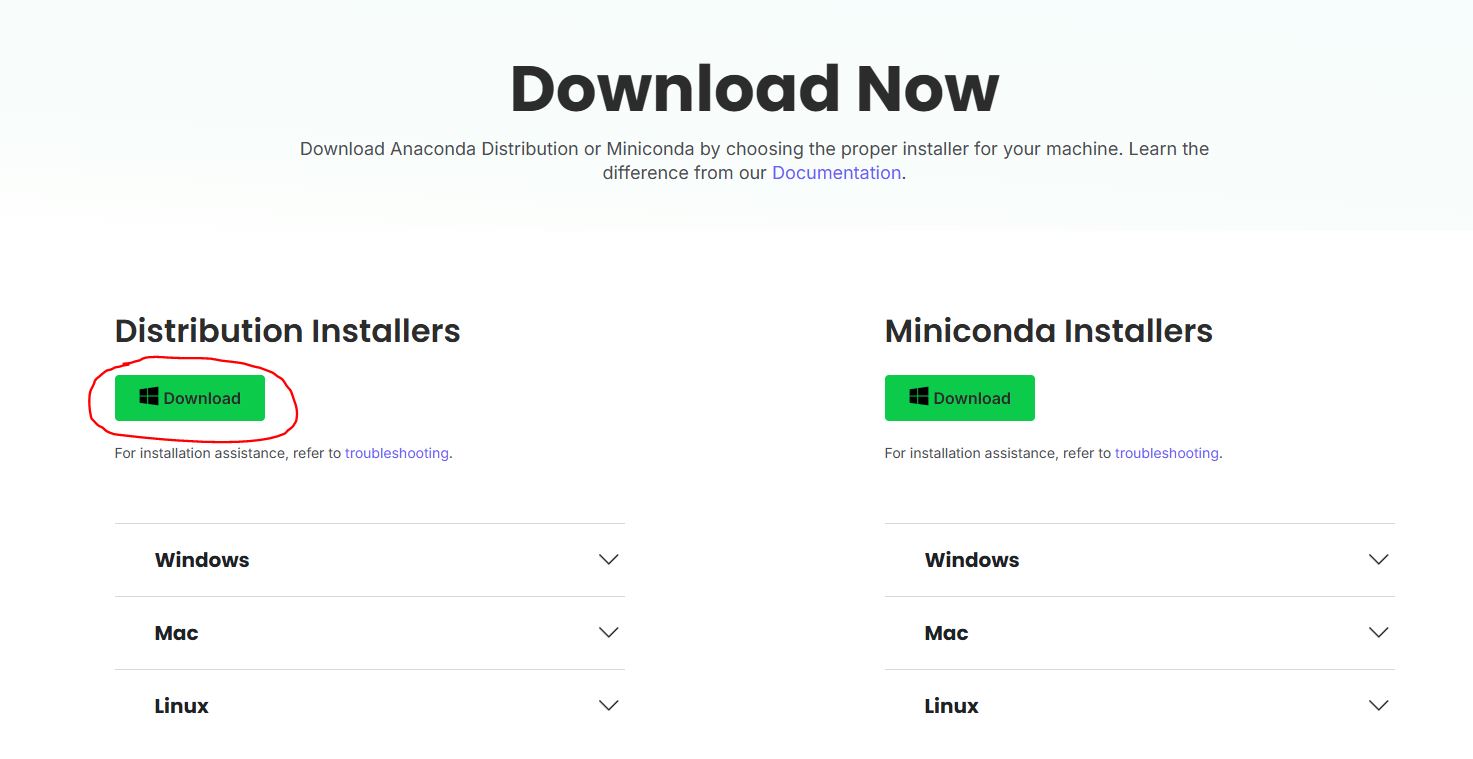 Download Now
Download Anaconda Distribution or Miniconda by choosing the proper installer for your machine. Learn the
difference from our Documentation.
Distribution Installers
Download
For installation assistance, refer to troubleshooting.
Windows
Mac
Linux
Miniconda Installers
Download
For installation assistance, refer to troubleshooting.
Windows
Mac
Linux